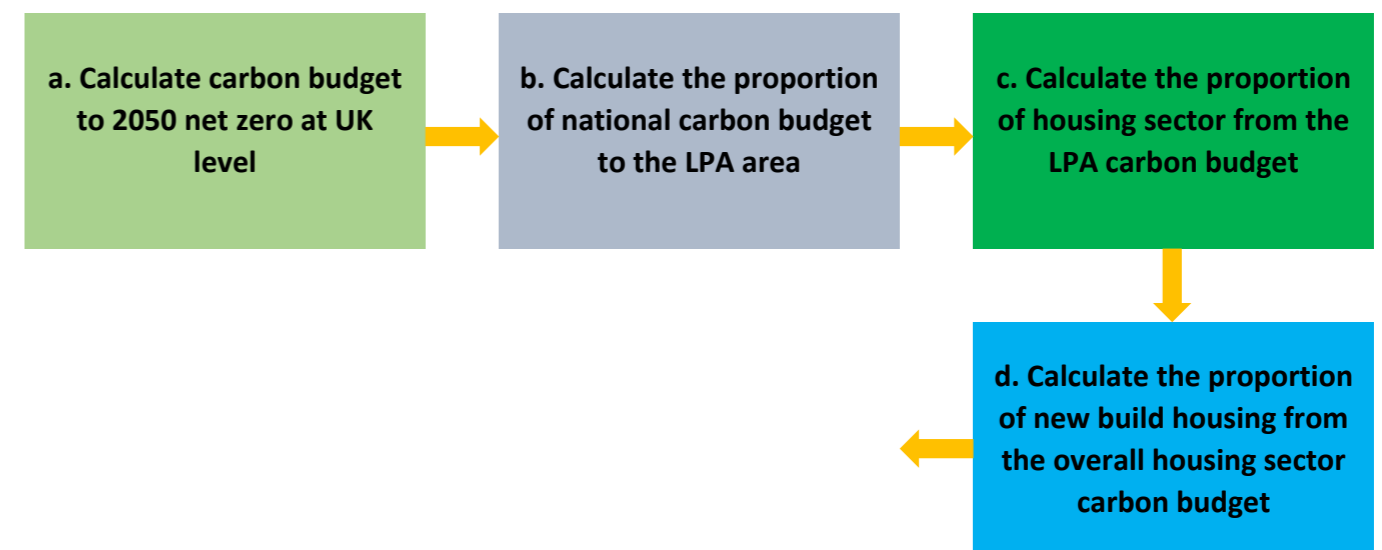 a. Calculate carbon budget
to 2050 net zero at UK
level
b. Calculate the proportion
of national carbon budget
to the LPA area
c. Calculate the proportion
of housing sector from the
LPA carbon budget
d. Calculate the proportion
of new build housing from
the overall housing sector
carbon budget